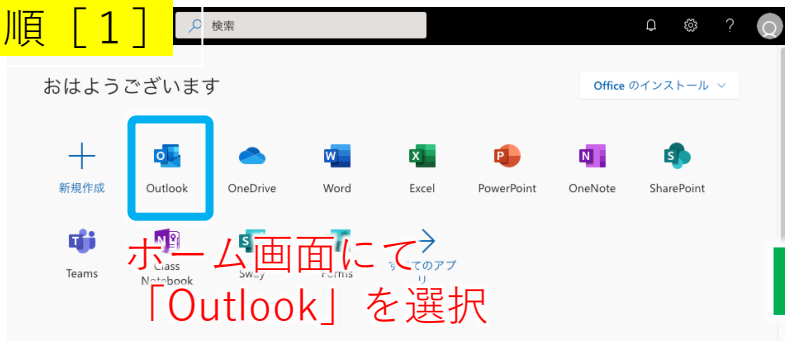 順［１］
検索
おはようございます
Office のインストール
新規作成
Outlook
OneDrive
Word
Excel
PowerPoint
OneNote
SharePoint
Teams
Class Notebook
Sway
Forms
すべてのアプリ
ホーム画面にて
「Outlook」を選択